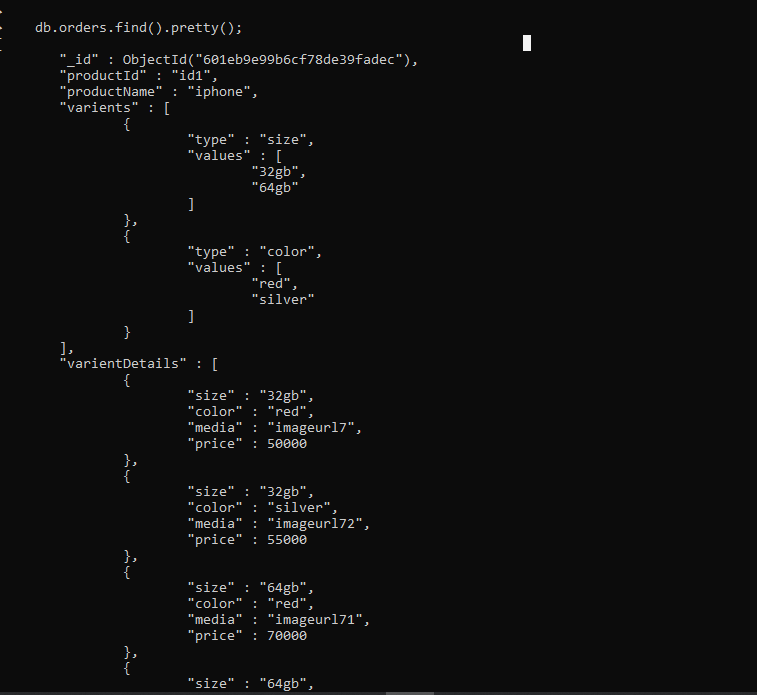 db.orders.find().pretty();
"_id" : ObjectId("601eb9e99b6cf78de39fadec"),
"productId" : "id1",
"productName" : "iphone",
"varients" : [
{
"type" : "size",
"values" : [
"32gb",
"64gb"
]
},
{
"type" : "color",
"values" : [
"red",
"silver"
]
}
],
"varientDetails" : [
{
"size" : "32gb",
"color" : "red",
"media" : "imageurl7",
"price" : 50000
},
{
"size" : "32gb",
"color" : "silver",
"media" : "imageurl72",
"price" : 55000
},
{
"size" : "64gb",
"color" : "red",
"media" : "imageurl71",
"price" : 70000
},
{
"size" : "64gb",